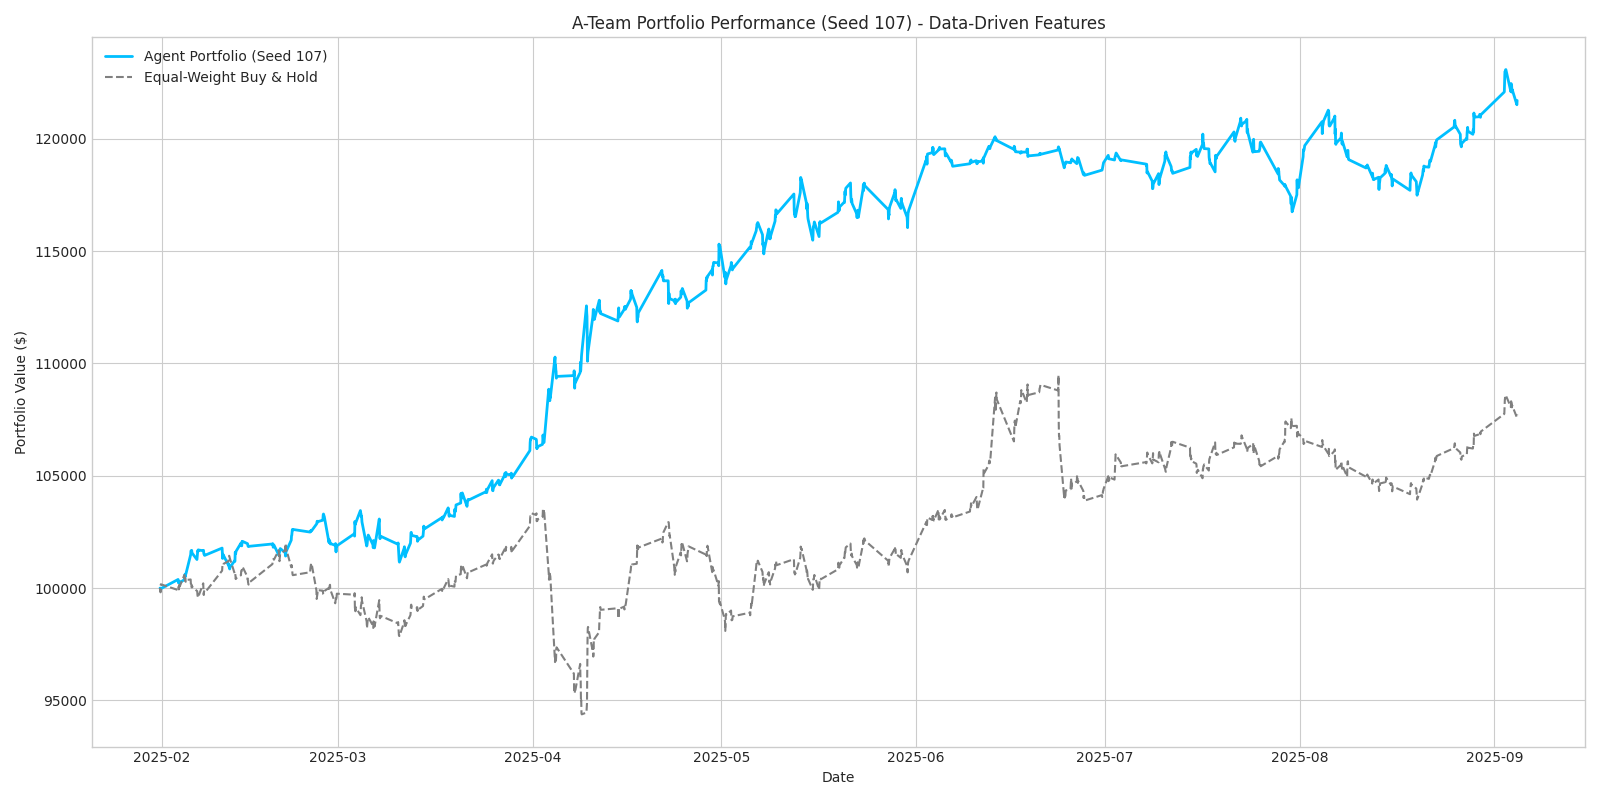 A-Team Portfolio Performance (Seed 107) - Data-Driven Features
Agent Portfolio (Seed 107)
Equal-Weight Buy & Hold
120000
115000
110000
105000
100000
95000
Portfolio Value ($)
2025-02 2025-03 2025-04 2025-05 2025-06 2025-07 2025-08 2025-09
Date